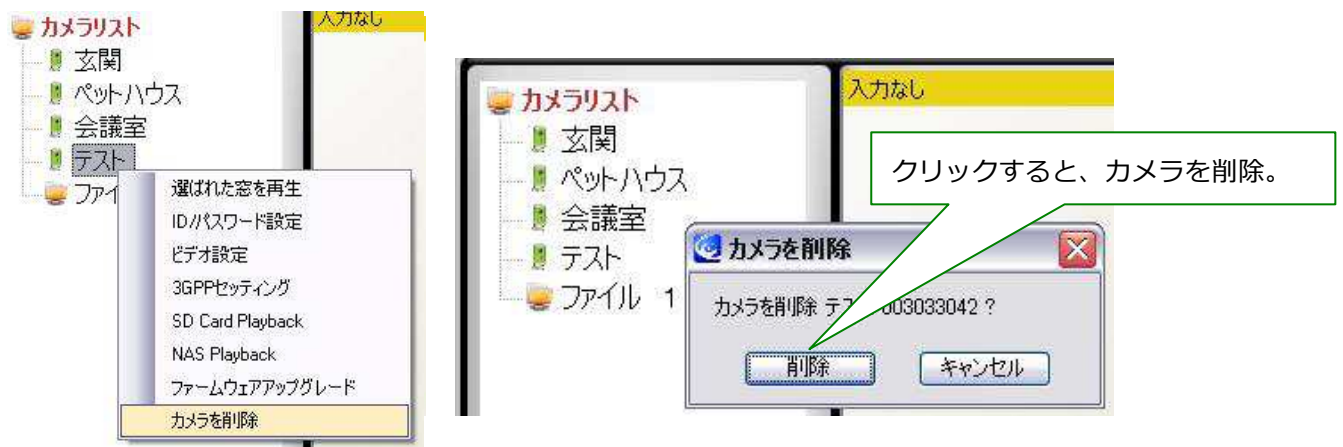 カメラリスト
人力なし
玄関
ペットハウス
会議室
テスト
ファイ
選ばれた窓を再生
ID/パスワード設定
ビデオ設定
3GPPセッティング
SD Card Playback
NAS Playback
ファームウェアアップグレード
カメラを削除
カメラリスト
入力なし
玄関
ペットハウス
会議室
テスト
ファイル 1
クリックすると、カメラを削除。
カメラを削除
カメラを削除 テス 003033042 ?
削除
キャンセル